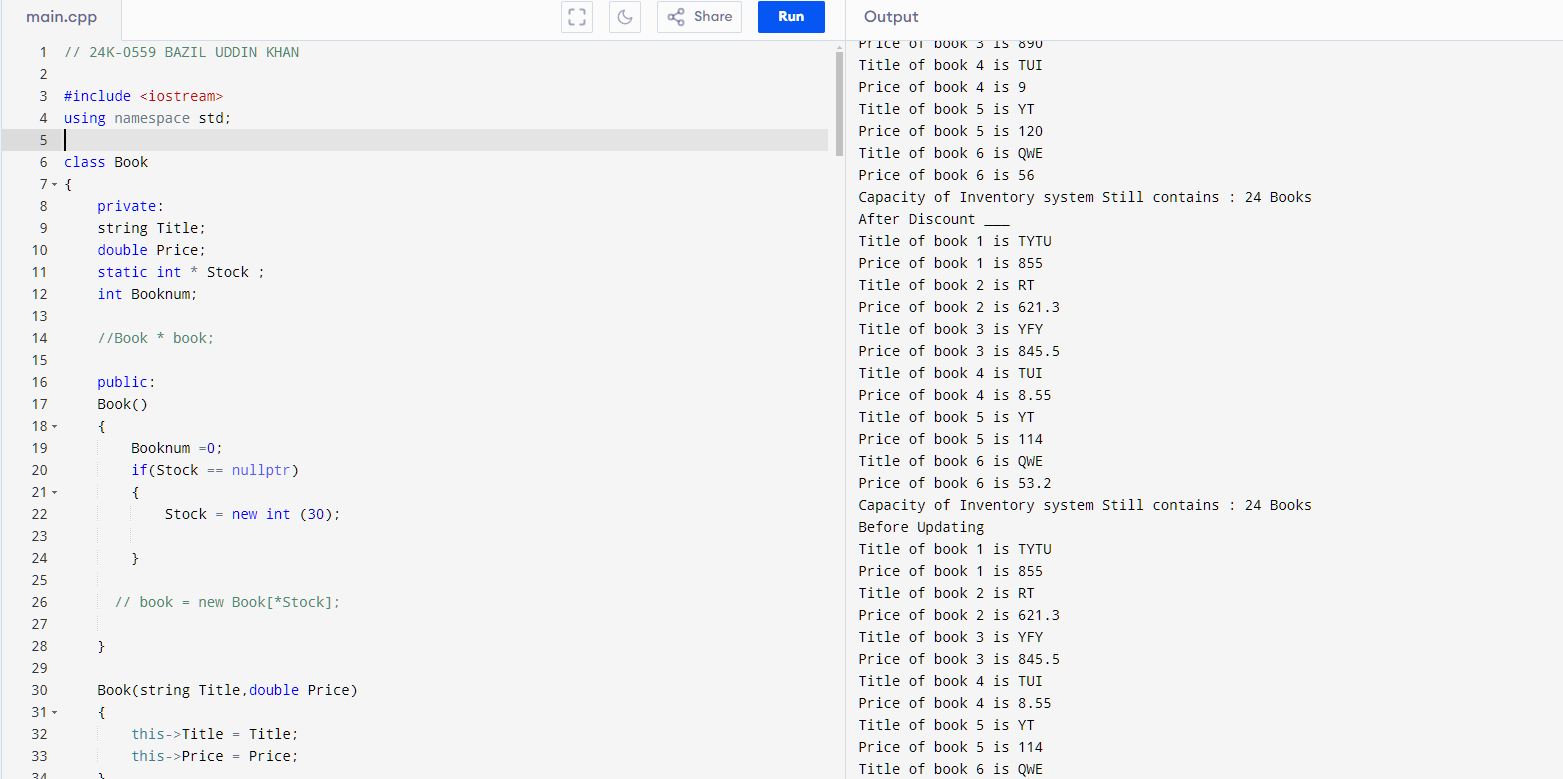 main.cpp
Share
Run
Output
1 // 24K-0559 BAZIL UDDIN KHAN
2
3 #include <iostream>
4 using namespace std;
5
6 class Book
7 {
8 private:
9 string Title;
10 double Price;
11 static int * Stock ;
12 int Booknum;
13
14 //Book * book;
15
16 public:
17 Book()
18 {
19 Booknum =0;
20 if(Stock == nullptr)
21 {
22 Stock = new int (30);
23
24 }
25
26 // book = new Book[*Stock];
27
28 }
29
30 Book(string Title,double Price)
31 {
32 this->Title = Title;
33 this->Price = Price;
34 }
Price of book 3 is 890
Title of book 4 is TUI
Price of book 4 is 9
Title of book 5 is YT
Price of book 5 is 120
Title of book 6 is QWE
Price of book 6 is 56
Capacity of Inventory system Still contains : 24 Books
After Discount ___
Title of book 1 is TYTU
Price of book 1 is 855
Title of book 2 is RT
Price of book 2 is 621.3
Title of book 3 is YFY
Price of book 3 is 845.5
Title of book 4 is TUI
Price of book 4 is 8.55
Title of book 5 is YT
Price of book 5 is 114
Title of book 6 is QWE
Price of book 6 is 53.2
Capacity of Inventory system Still contains : 24 Books
Before Updating
Title of book 1 is TYTU
Price of book 1 is 855
Title of book 2 is RT
Price of book 2 is 621.3
Title of book 3 is YFY
Price of book 3 is 845.5
Title of book 4 is TUI
Price of book 4 is 8.55
Title of book 5 is YT
Price of book 5 is 114
Title of book 6 is QWE